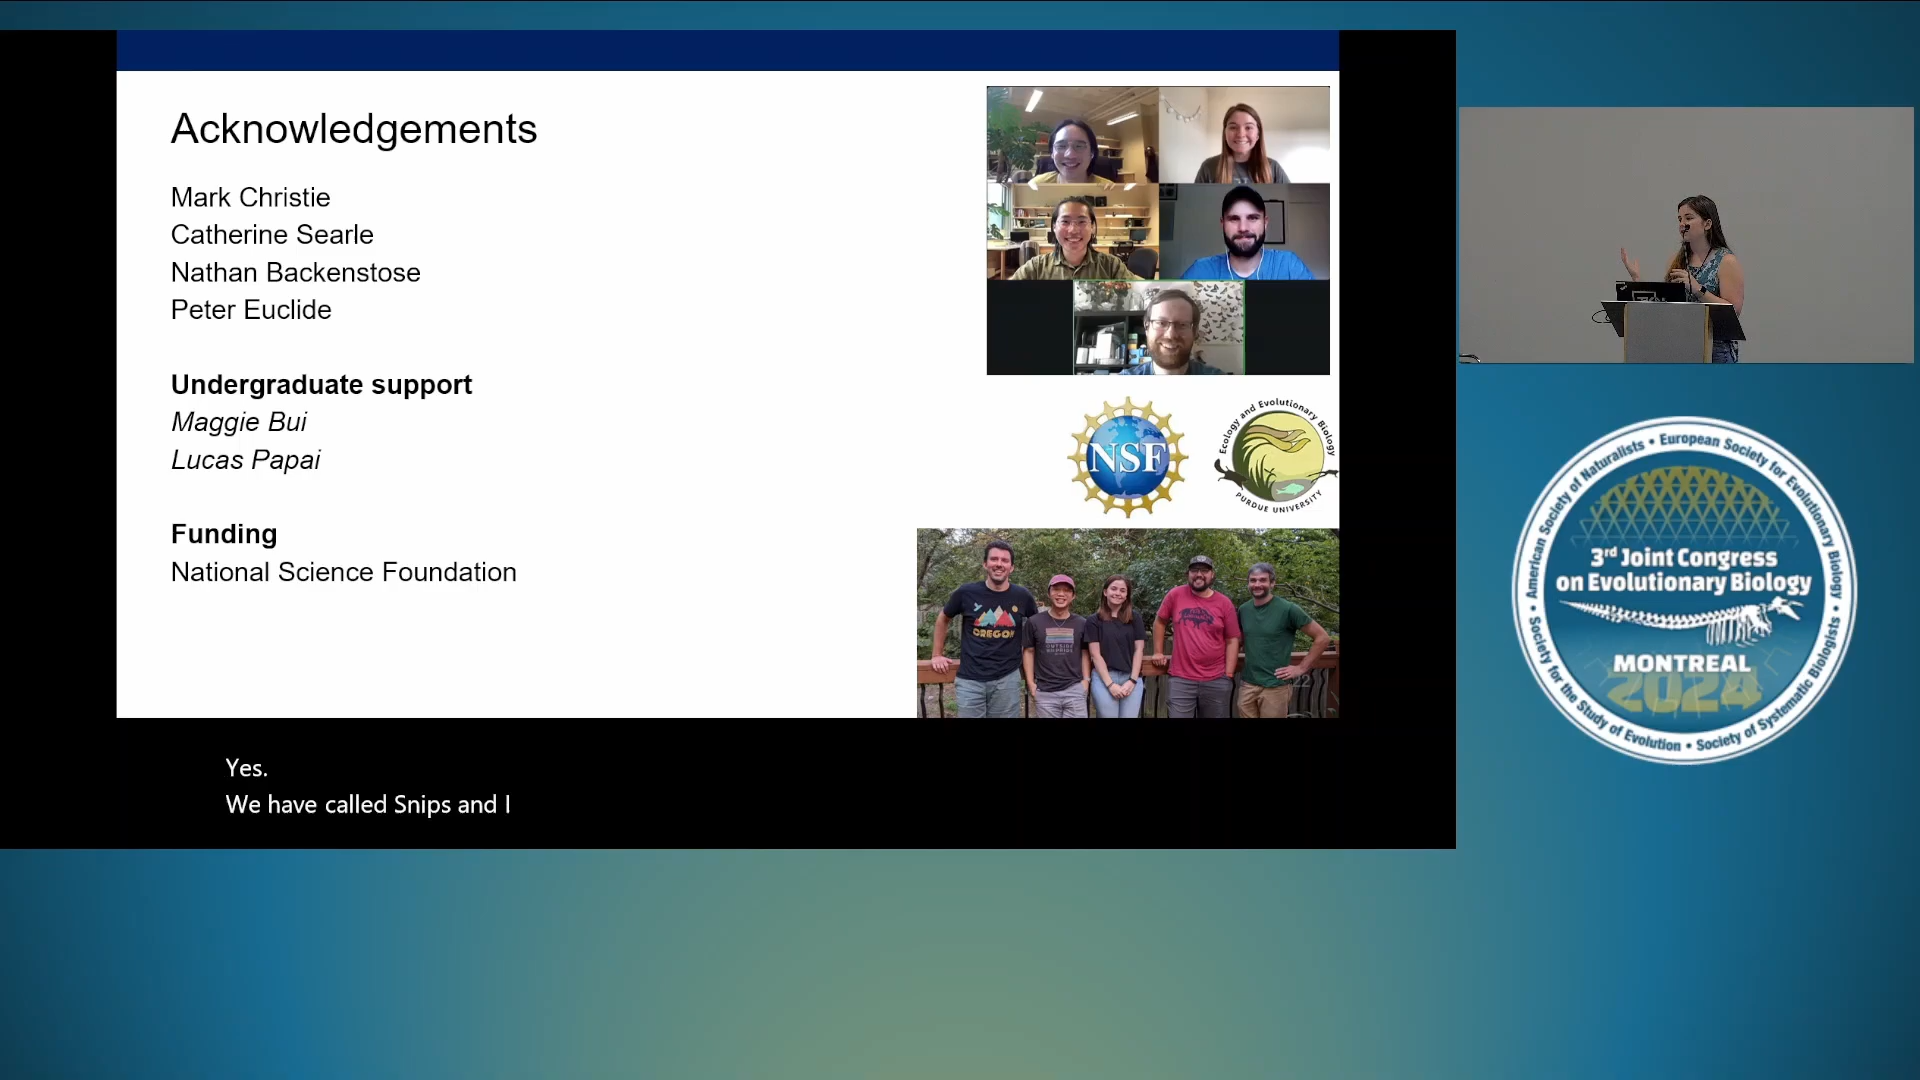 Acknowledgements
Mark Christie
Catherine Searle
Nathan Backenstose
Peter Euclide
Undergraduate support
Maggie Bui
Lucas Papai
Funding
National Science Foundation
NSF
Ecology and Evolutionary Biology
PURDUE UNIVERSITY
OREGON
22
Yes.
We have called Snips and I
American Society of Naturalists • European Society for Evolutionary Biology •
3rd Joint Congress
on Evolutionary Biology
MONTREAL
2024
Society for the Study of Evolution • Society of Systematic Biologists •